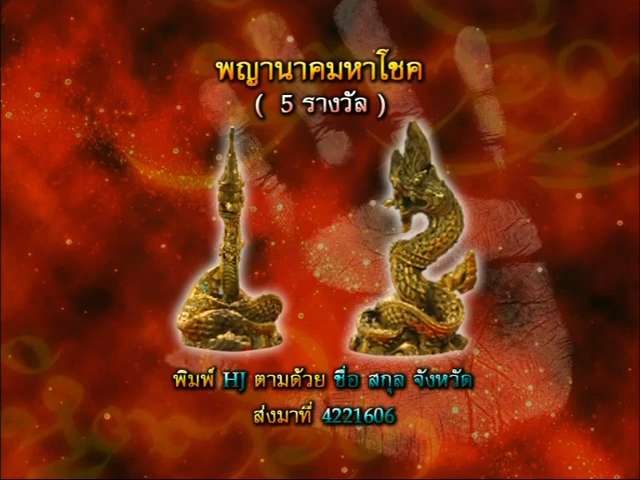 พญานาคมหาโชค
( 5 รางวัล )
พิมพ์ HJ ตามด้วย ชื่อ สกุล จังหวัด
ส่งมาที่ 4221606